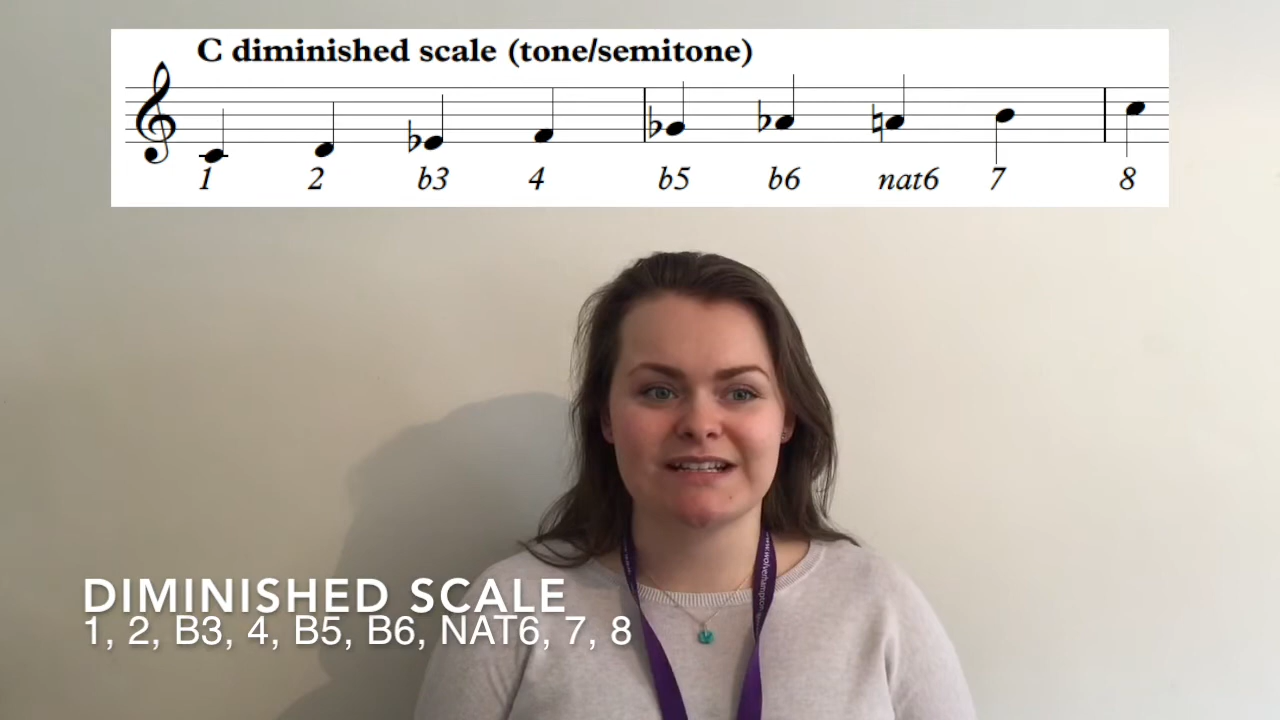 C diminished scale (tone/semitone)
1 2 b3 4 b5 b6 nat6 7 8
DIMINISHED SCALE
1, 2, B3, 4, B5, B6, NAT6, 7, 8